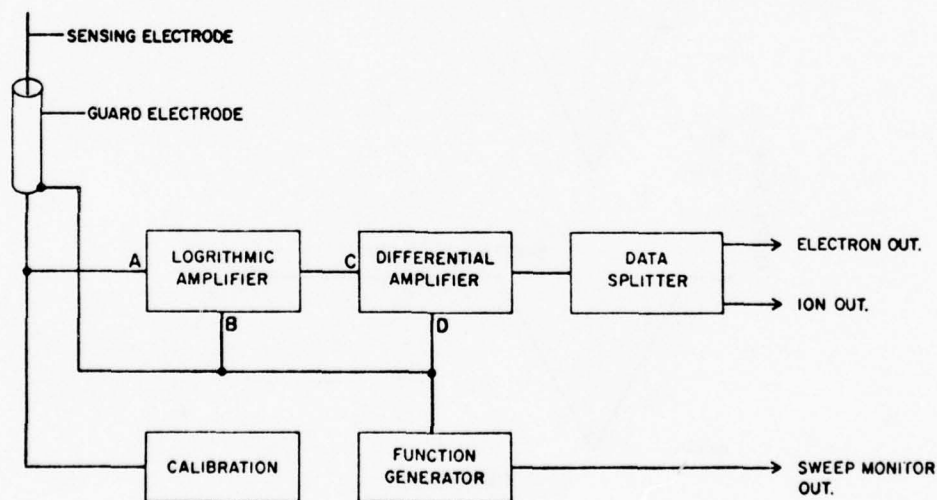 SENSING ELECTRODE
GUARD ELECTRODE
A
LOGRITHMIC
AMPLIFIER
C
DIFFERENTIAL
AMPLIFIER
DATA
SPLITTER
ELECTRON OUT.
ION OUT.
B
D
CALIBRATION
FUNCTION
GENERATOR
SWEEP MONITOR
OUT.